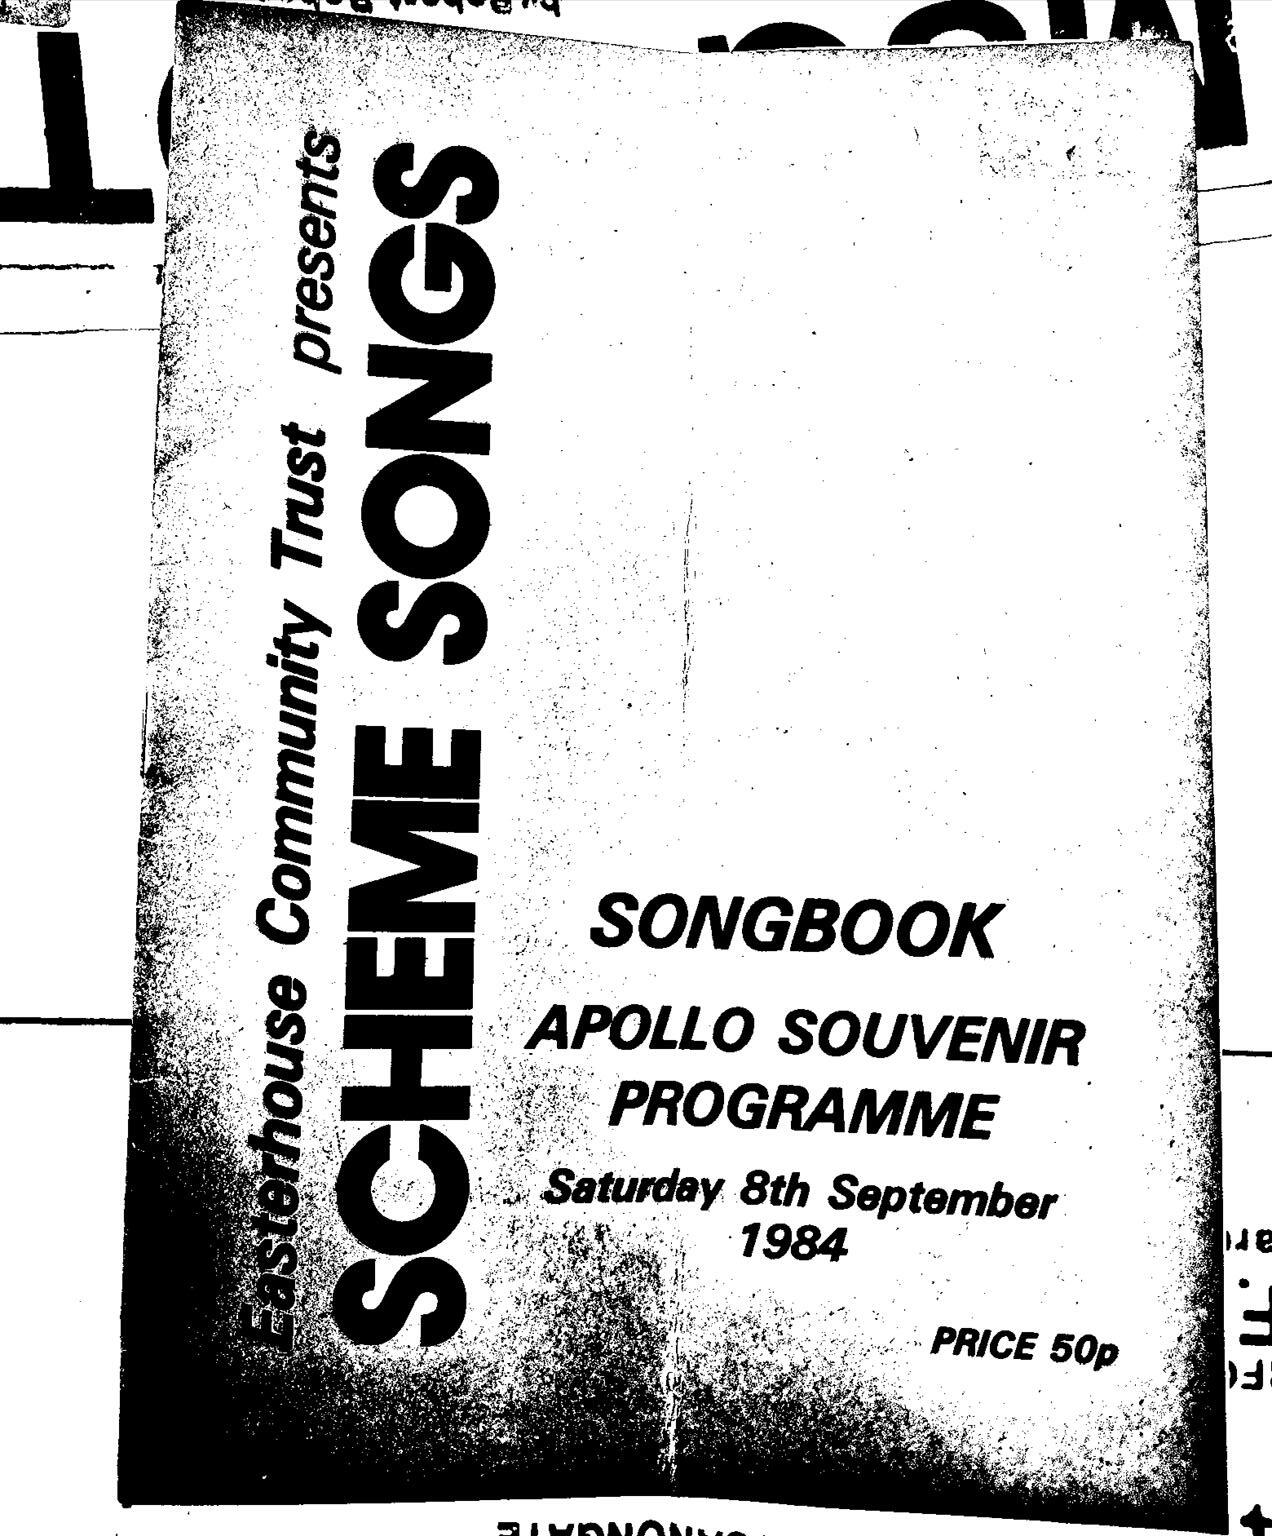 Easterhouse Community Trust presents
SCHEME SONGS
SONGBOOK
APOLLO SOUVENIR
PROGRAMME
Saturday 8th September
1984
PRICE 50p